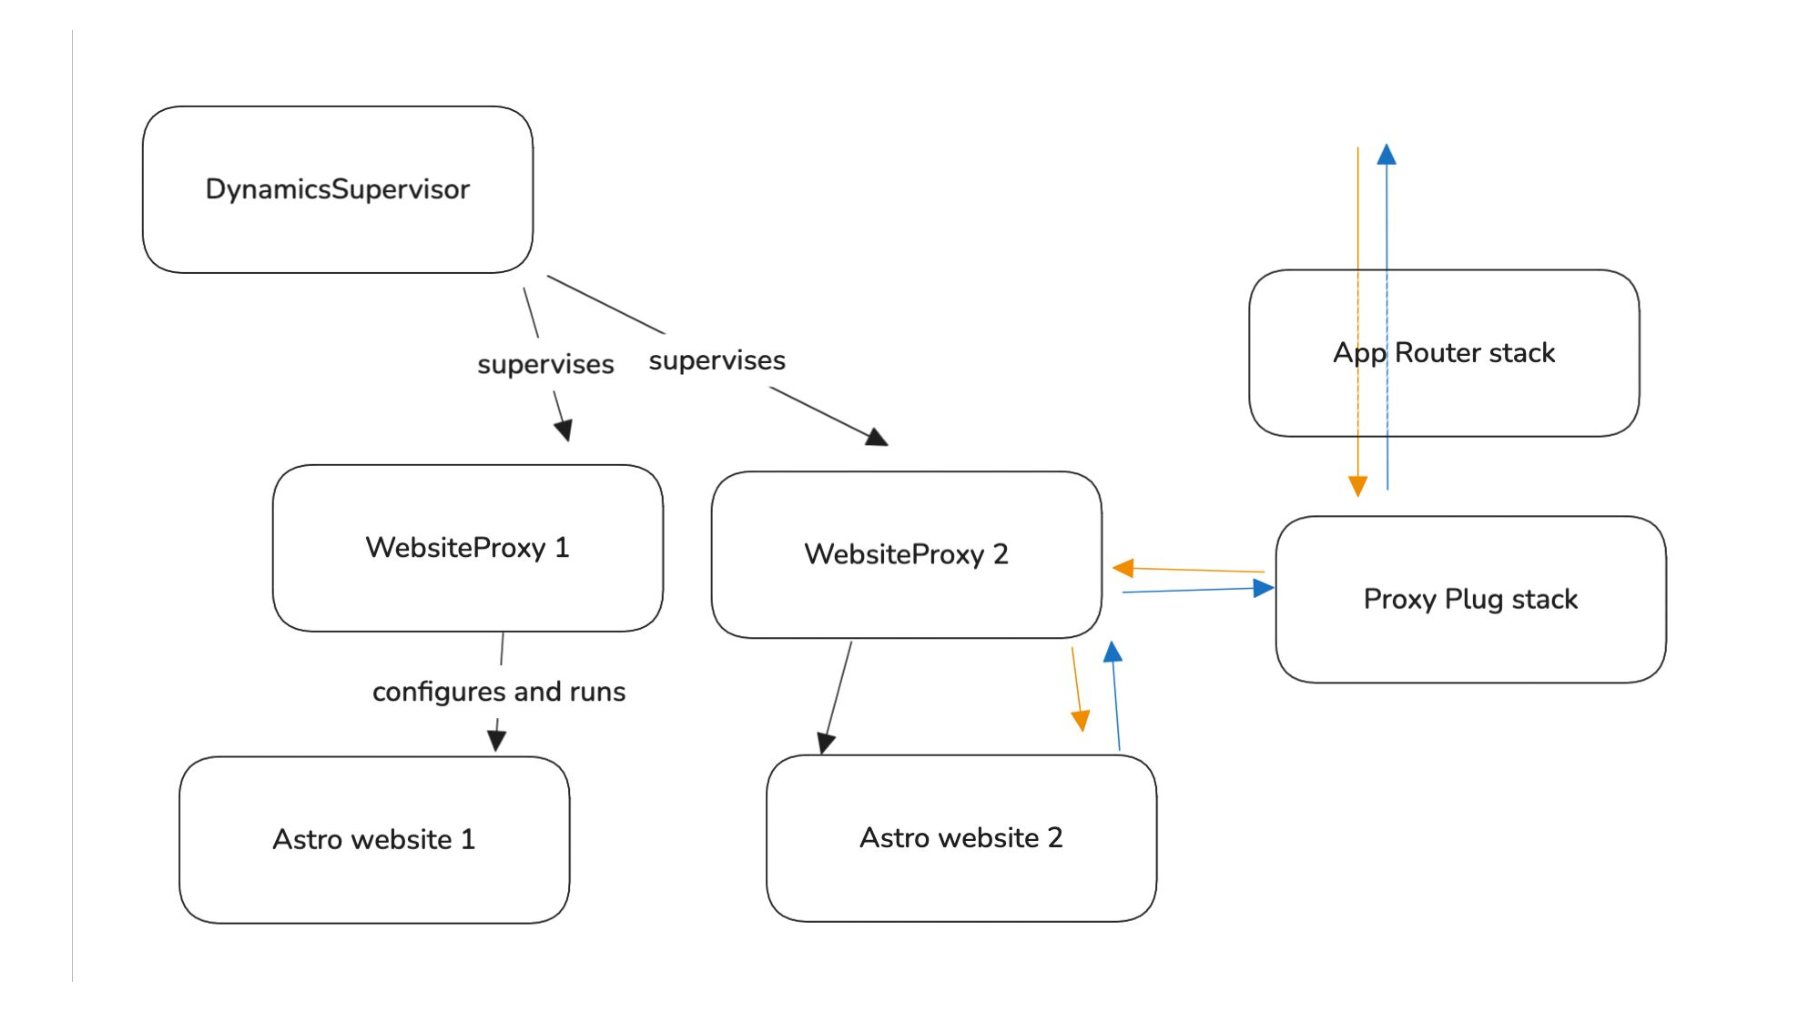 DynamicsSupervisor
supervises
supervises
App Router stack
WebsiteProxy 1
WebsiteProxy 2
Proxy Plug stack
configures and runs
Astro website 1
Astro website 2